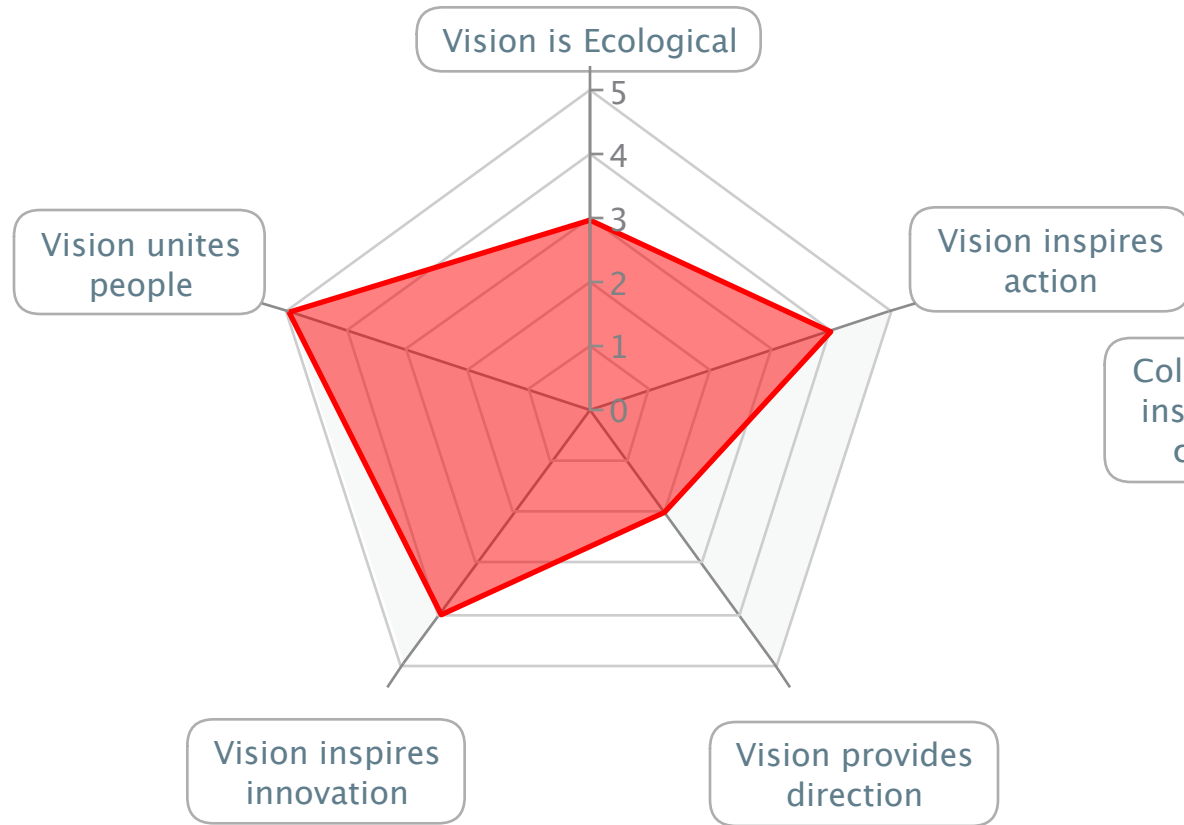 Vision is Ecological
5
4
3
2
1
0
Vision unites
people
Vision inspires
action
Vision inspires
innovation
Vision provides
direction